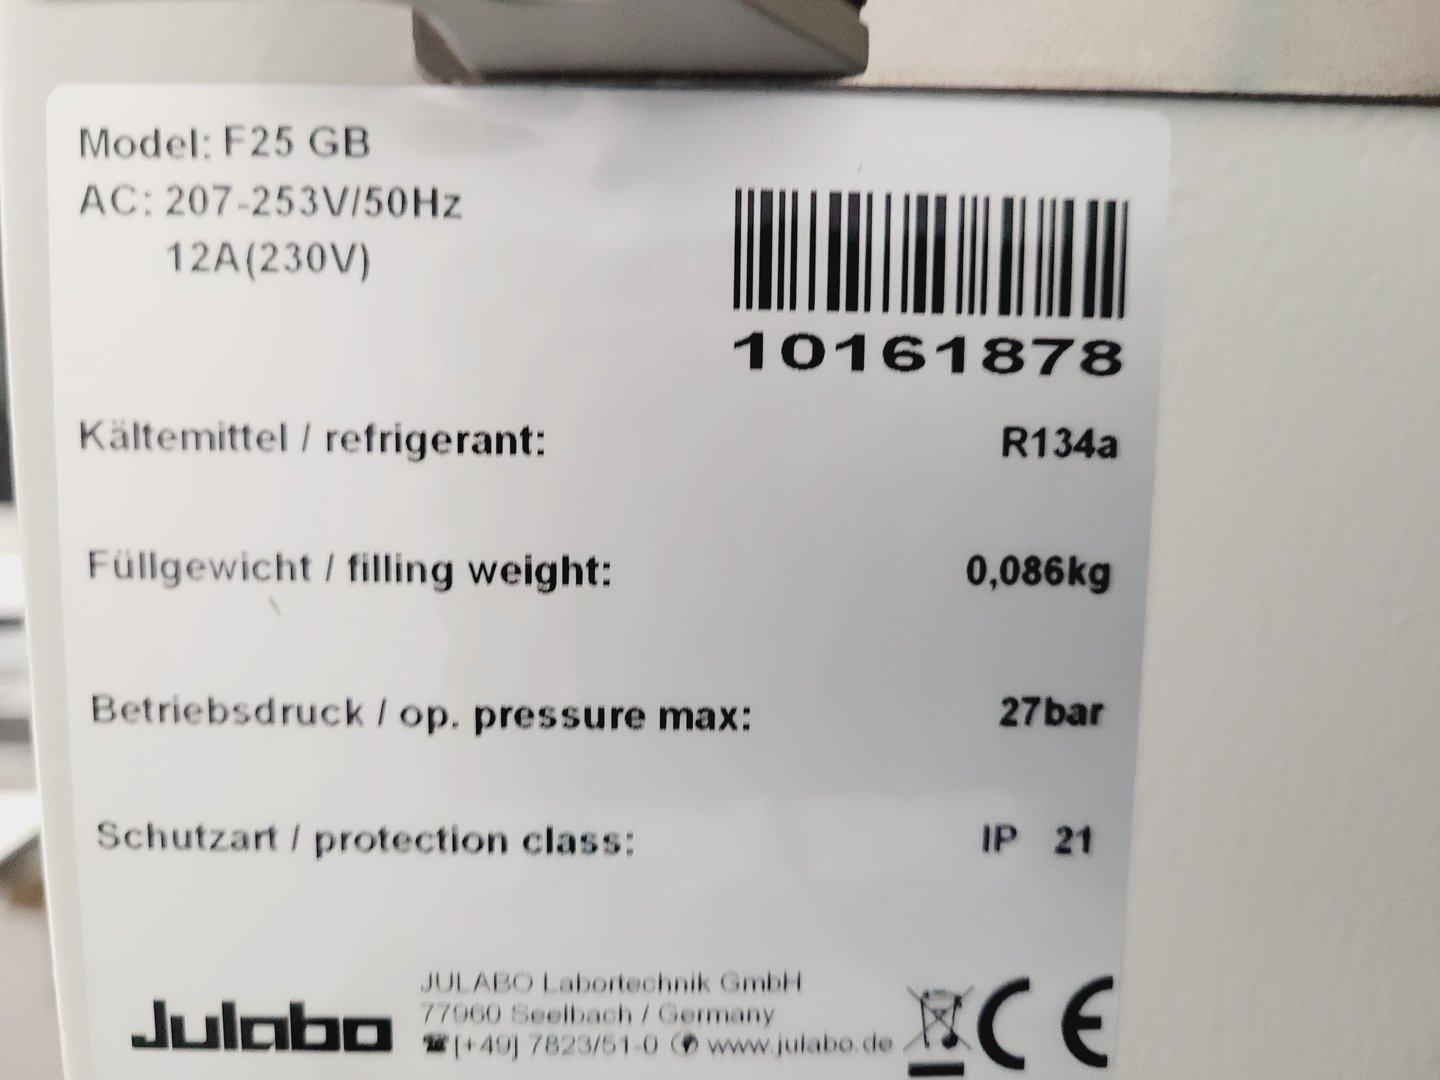 Model: F25 GB
AC: 207-253V/50Hz
12A(230V)
10161878
Kältemittel / refrigerant: R134a
Füllgewicht / filling weight: 0,086kg
Betriebsdruck / op. pressure max: 27bar
Schutzart / protection class: IP 21
Julabo
JULABO Labortechnik GmbH
77960 Seelbach / Germany
☎[+49] 7823/51-0 www.julabo.de
CE